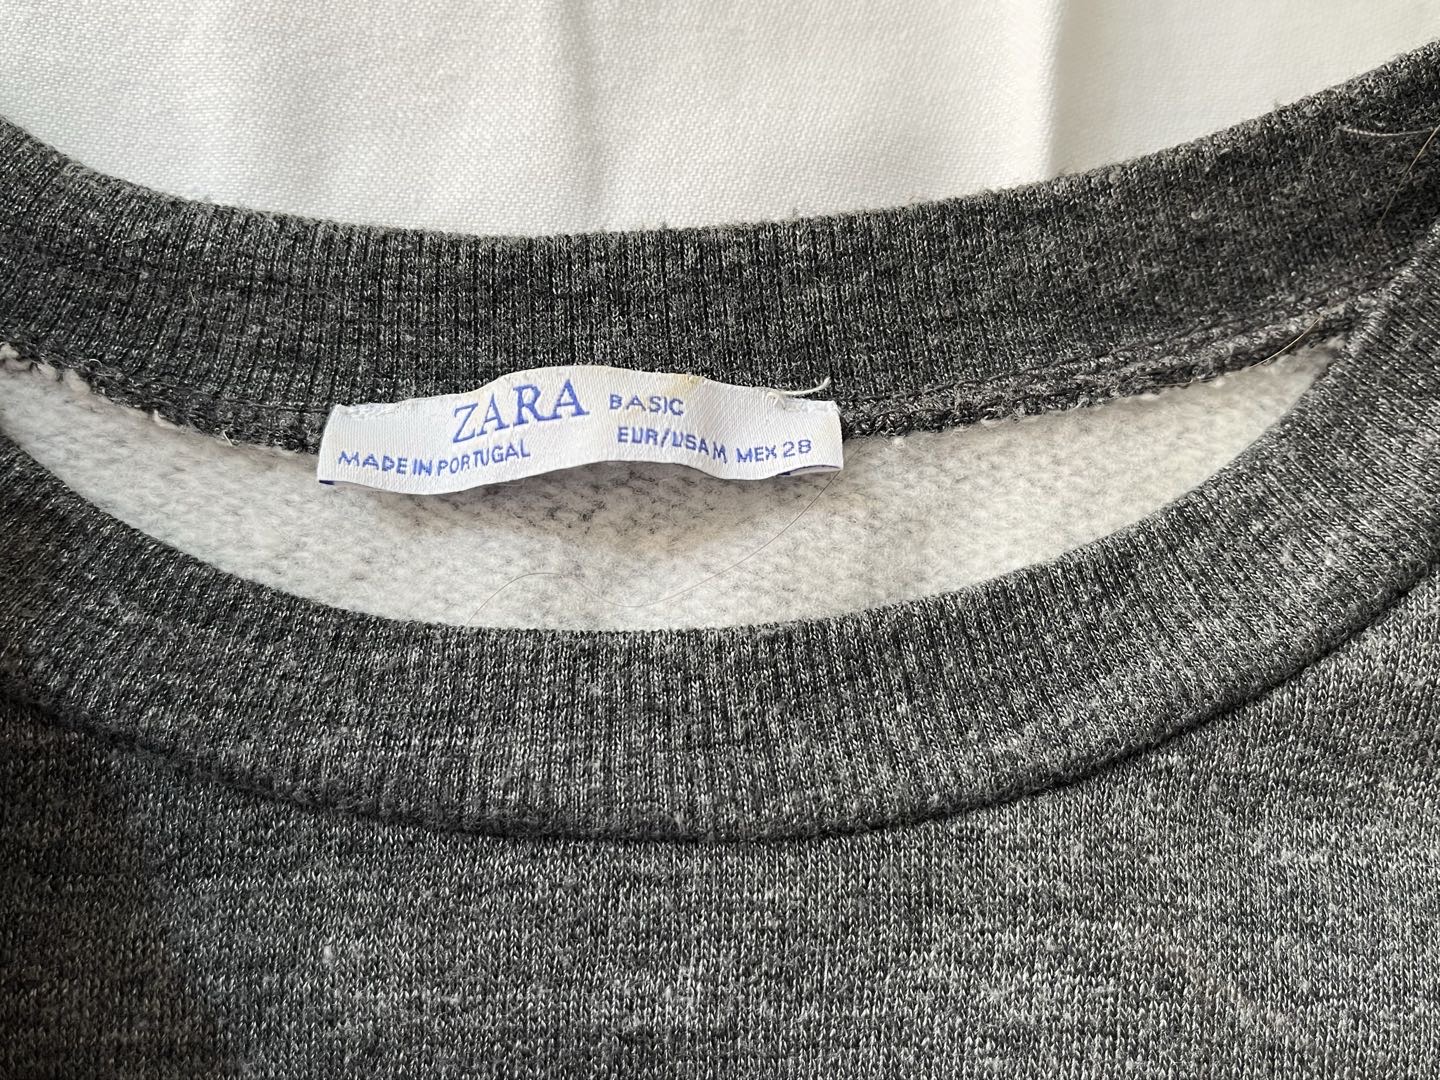 ZARA BASIC
MADE IN PORTUGAL EUR/USA M MEX 28